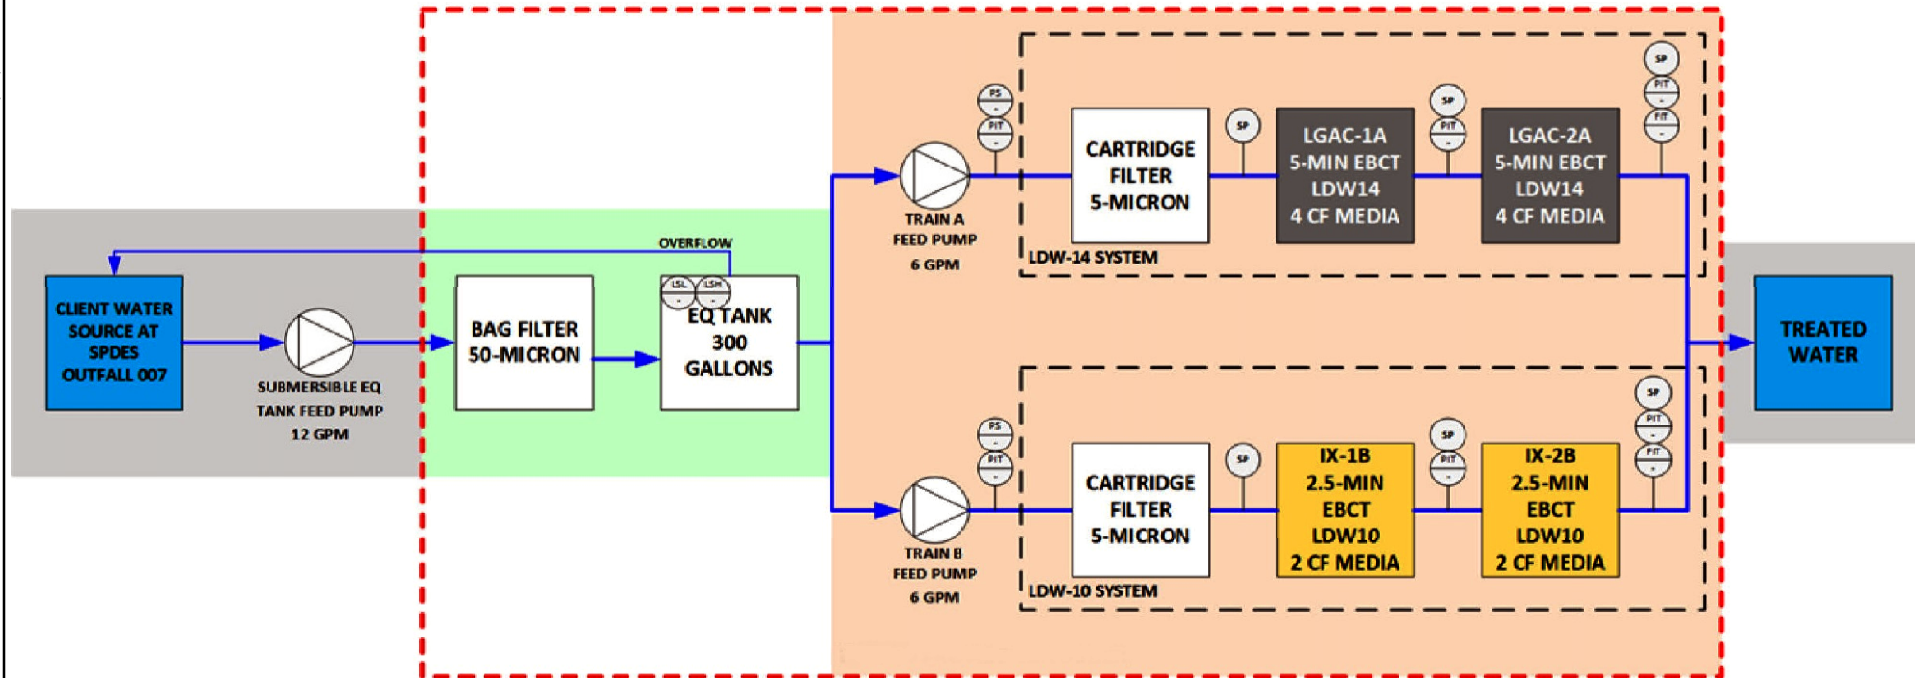 OVERFLOW
CLIENT WATER
SOURCE AT
SPDES
OUTFALL 007
SUBMERSIBLE EQ
TANK FEED PUMP
12 GPM
BAG FILTER
50-MICRON
LSL
-
LSH
-
EQ TANK
300
GALLONS
TRAIN A
FEED PUMP
6 GPM
PS
-
PIT
-
CARTRIDGE
FILTER
5-MICRON
SP
LGAC-1A
5-MIN EBCT
LDW14
4 CF MEDIA
SP
PIT
-
LGAC-2A
5-MIN EBCT
LDW14
4 CF MEDIA
SP
PIT
-
FIT
-
LDW-14 SYSTEM
TRAIN B
FEED PUMP
6 GPM
PS
-
PIT
-
CARTRIDGE
FILTER
5-MICRON
SP
IX-1B
2.5-MIN
EBCT
LDW10
2 CF MEDIA
SP
PIT
-
IX-2B
2.5-MIN
EBCT
LDW10
2 CF MEDIA
SP
PIT
-
FIT
-
LDW-10 SYSTEM
TREATED
WATER